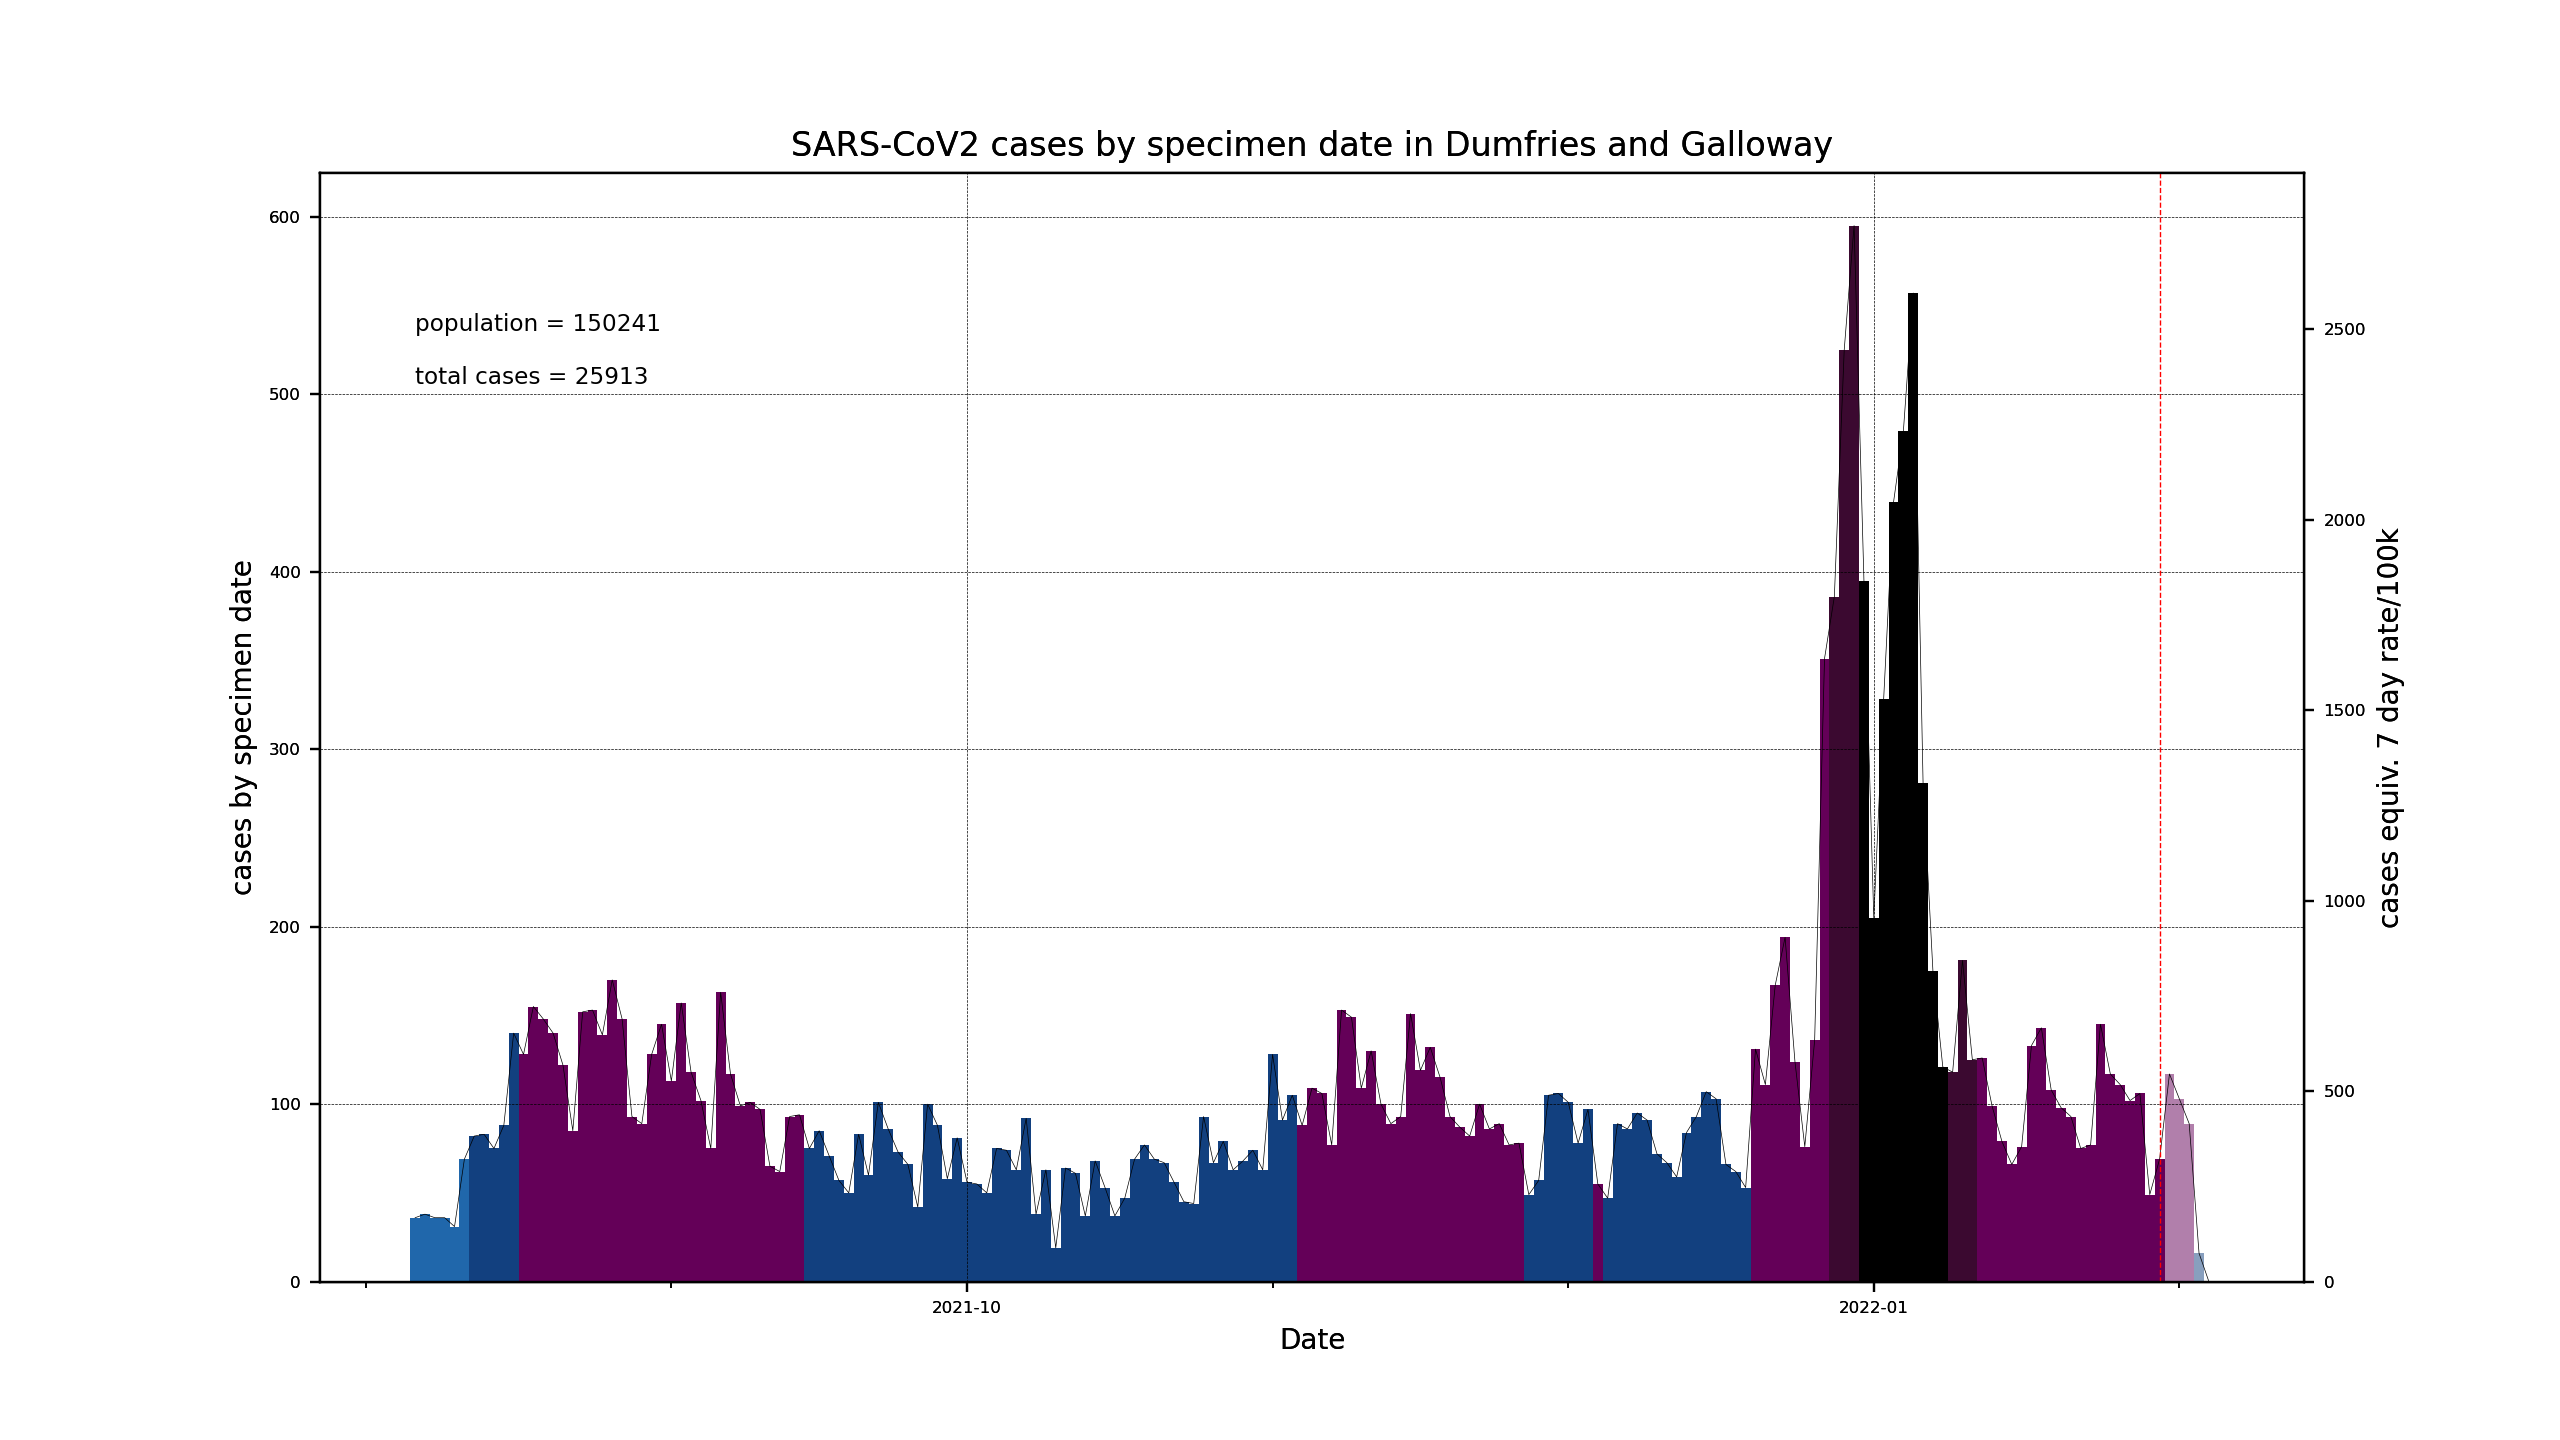 SARS-CoV2 cases by specimen date in Dumfries and Galloway
population = 150241
total cases = 25913
cases by specimen date
600
500
400
300
200
100
0
2500
2000
1500
1000
500
0
cases equiv. 7 day rate/100k
2021-10
2022-01
Date